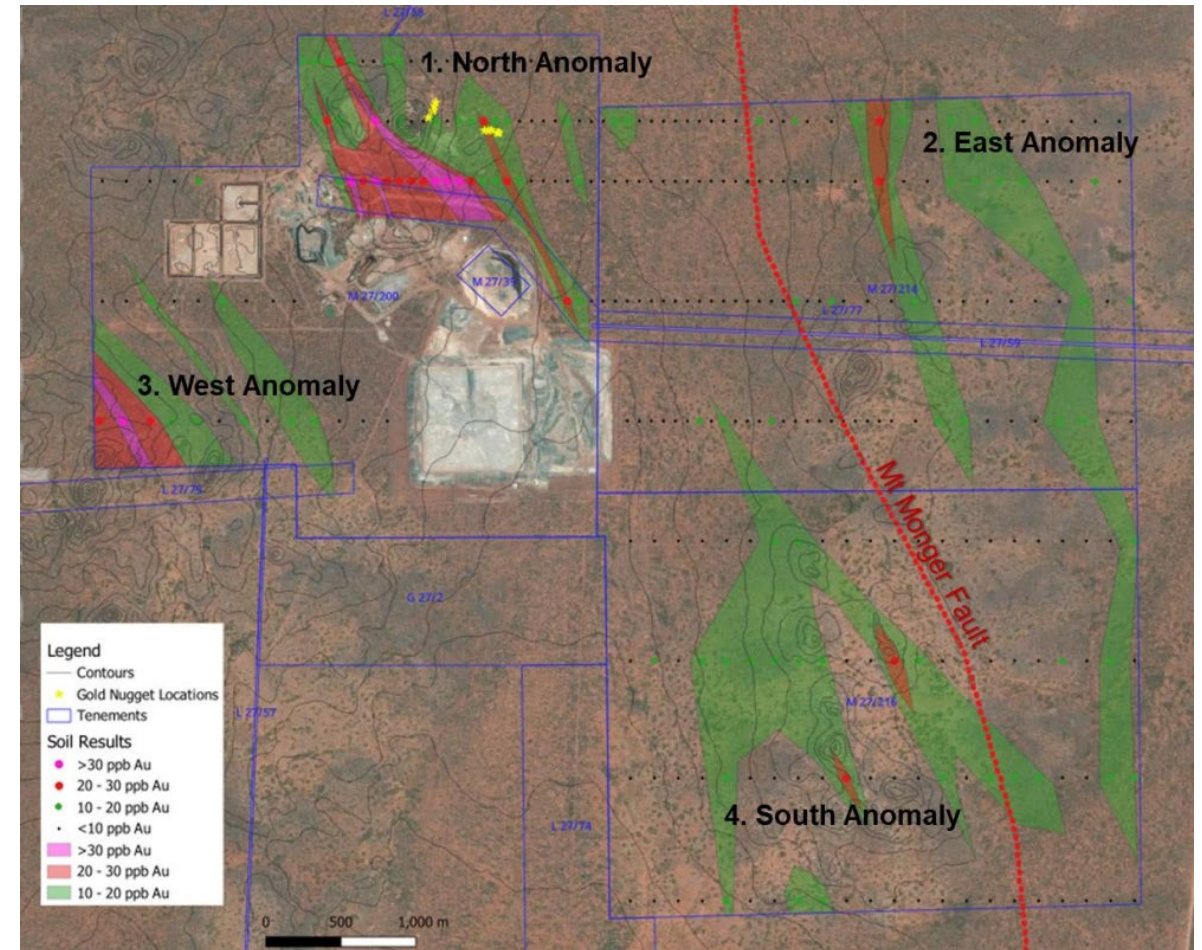 L 27/58
1. North Anomaly
2. East Anomaly
M 27/200
M 27/214
L 27/77
L 27/59
3. West Anomaly
L 27/75
Mt Monger Fault
G 27/2
M 27/216
L 27/57
L 27/74
4. South Anomaly
Legend
Contours
Gold Nugget Locations
Tenements
Soil Results
>30 ppb Au
20 - 30 ppb Au
10 - 20 ppb Au
<10 ppb Au
>30 ppb Au
20 - 30 ppb Au
10 - 20 ppb Au
0 500 1,000 m